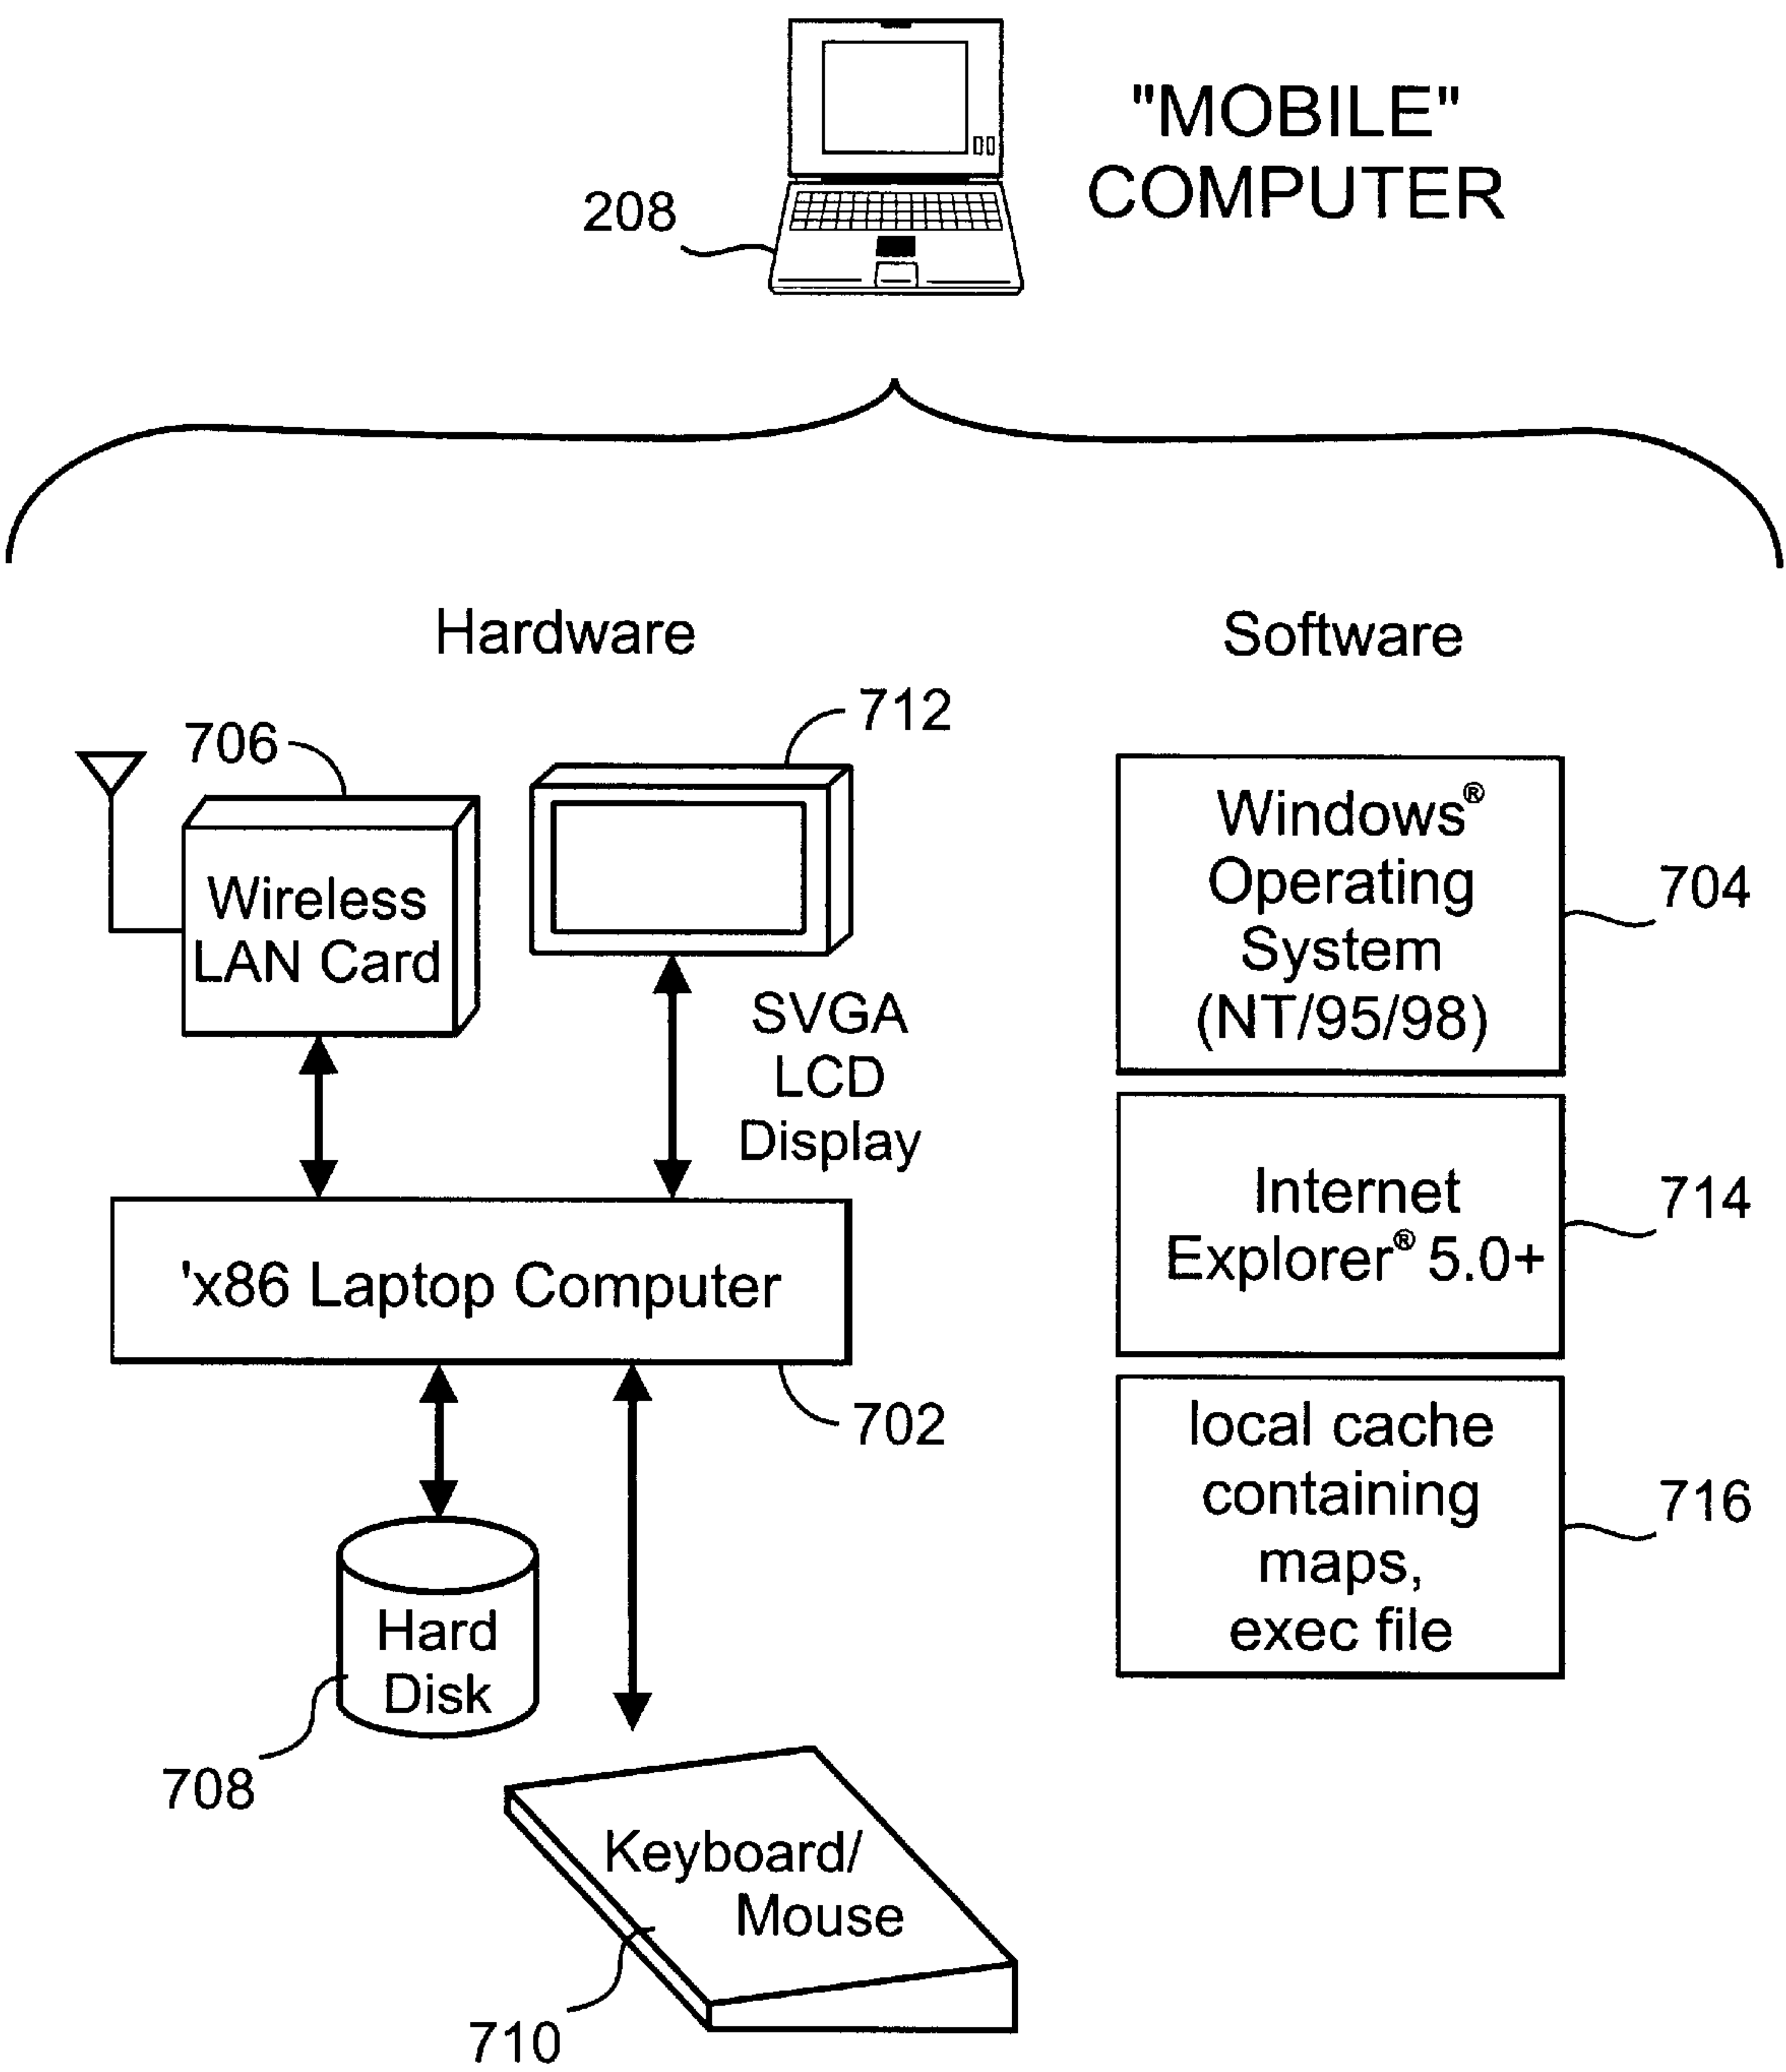 "MOBILE"
COMPUTER
208
Hardware
Software
706
712
Wireless
LAN Card
SVGA
LCD
Display
'x86 Laptop Computer
702
Hard
Disk
708
Keyboard/
Mouse
710
Windows®
Operating
System
(NT/95/98)
704
Internet
Explorer® 5.0+
714
local cache
containing
maps,
exec file
716